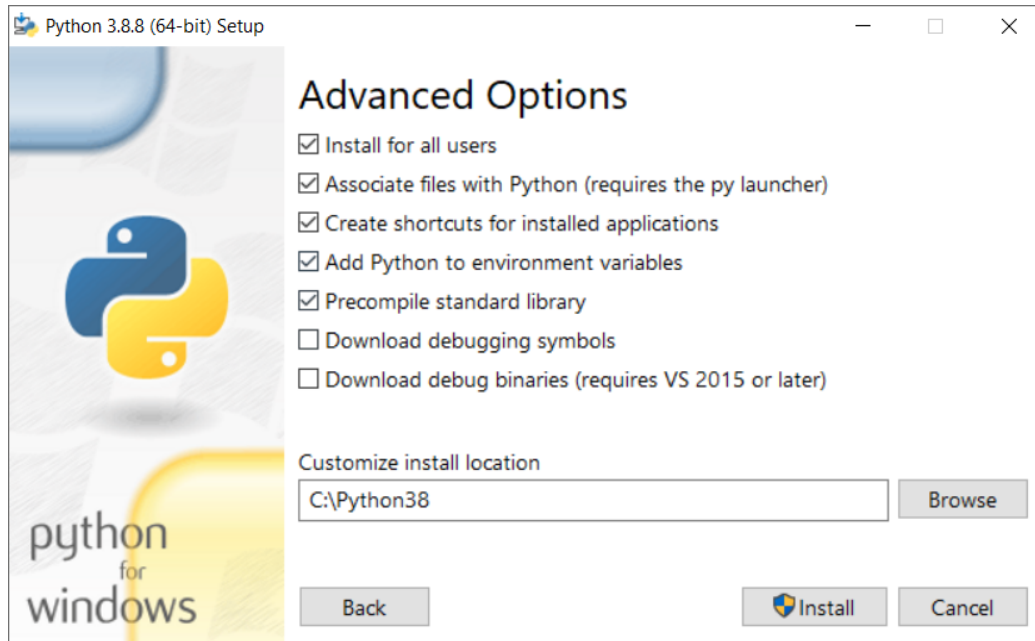 Python 3.8.8 (64-bit) Setup
Advanced Options
Install for all users
Associate files with Python (requires the py launcher)
Create shortcuts for installed applications
Add Python to environment variables
Precompile standard library
Download debugging symbols
Download debug binaries (requires VS 2015 or later)
Customize install location
C:\Python38
Browse
python
for
windows
Back
Install
Cancel